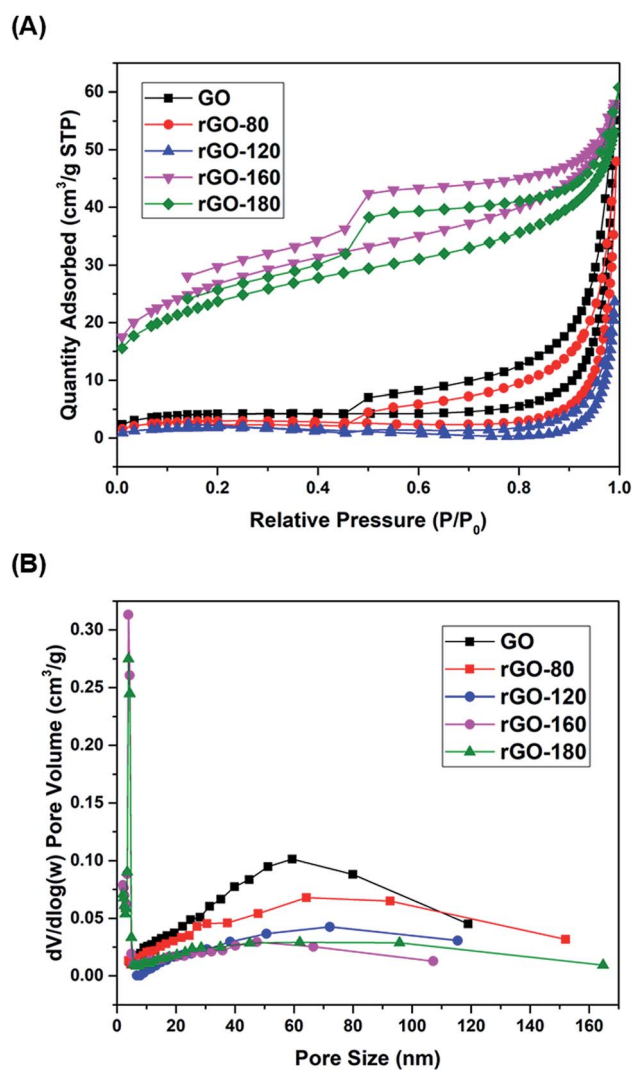 (A)
Quantity Adsorbed (cm³/g STP)
60
50
40
30
20
10
0
GO
rGO-80
rGO-120
rGO-160
rGO-180
0.0 0.2 0.4 0.6 0.8 1.0
Relative Pressure (P/P₀)
(B)
dV/dlog(w) Pore Volume (cm³/g)
0.30
0.25
0.20
0.15
0.10
0.05
0.00
GO
rGO-80
rGO-120
rGO-160
rGO-180
0 20 40 60 80 100 120 140 160
Pore Size (nm)